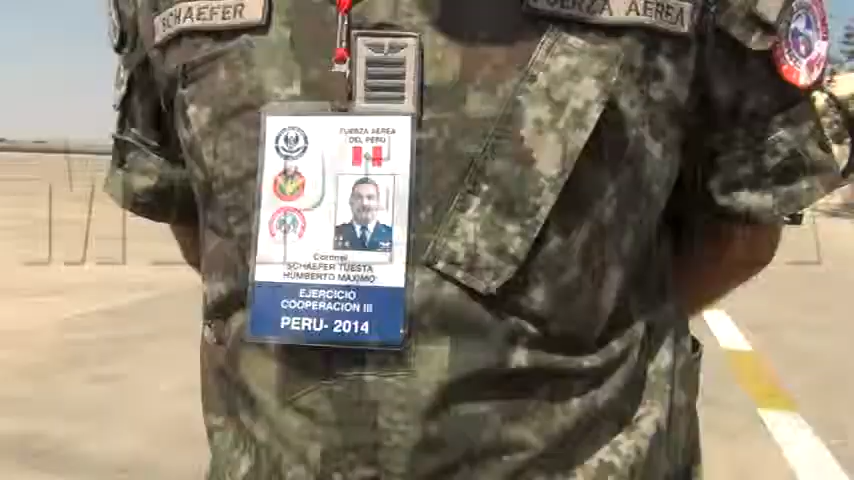 SCHAEFER
FUERZA AEREA
FUERZA AEREA
DEL PERU
Coronel
SCHAEFER TUESTA
HUMBERTO MAXIMO
EJERCICIO
COOPERACION III
PERU- 2014